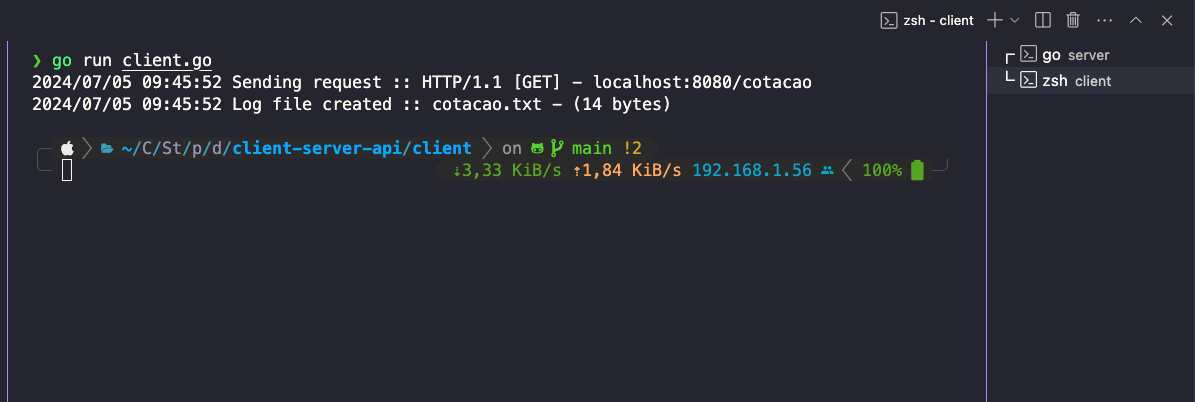 zsh - client
❯ go run client.go
2024/07/05 09:45:52 Sending request :: HTTP/1.1 [GET] - localhost:8080/cotacao
2024/07/05 09:45:52 Log file created :: cotacao.txt - (14 bytes)
~/C/St/p/d/client-server-api/client on main !2
↓3,33 KiB/s ↑1,84 KiB/s 192.168.1.56 100%
go server
zsh client